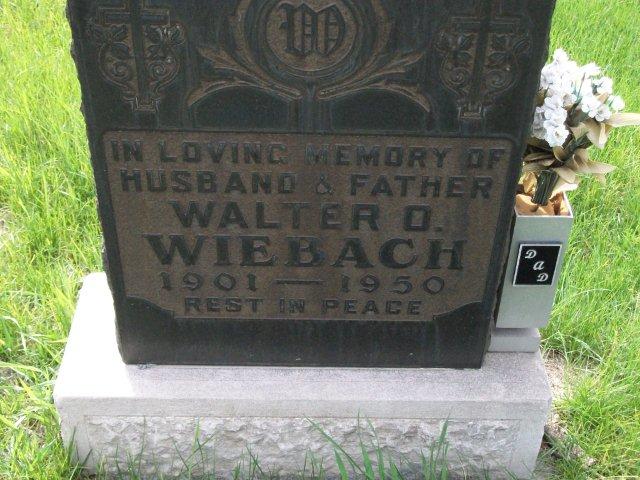 W
IN LOVING MEMORY OF
HUSBAND & FATHER
WALTER O.
WIEBACH
1901 — 1950
REST IN PEACE
DaD